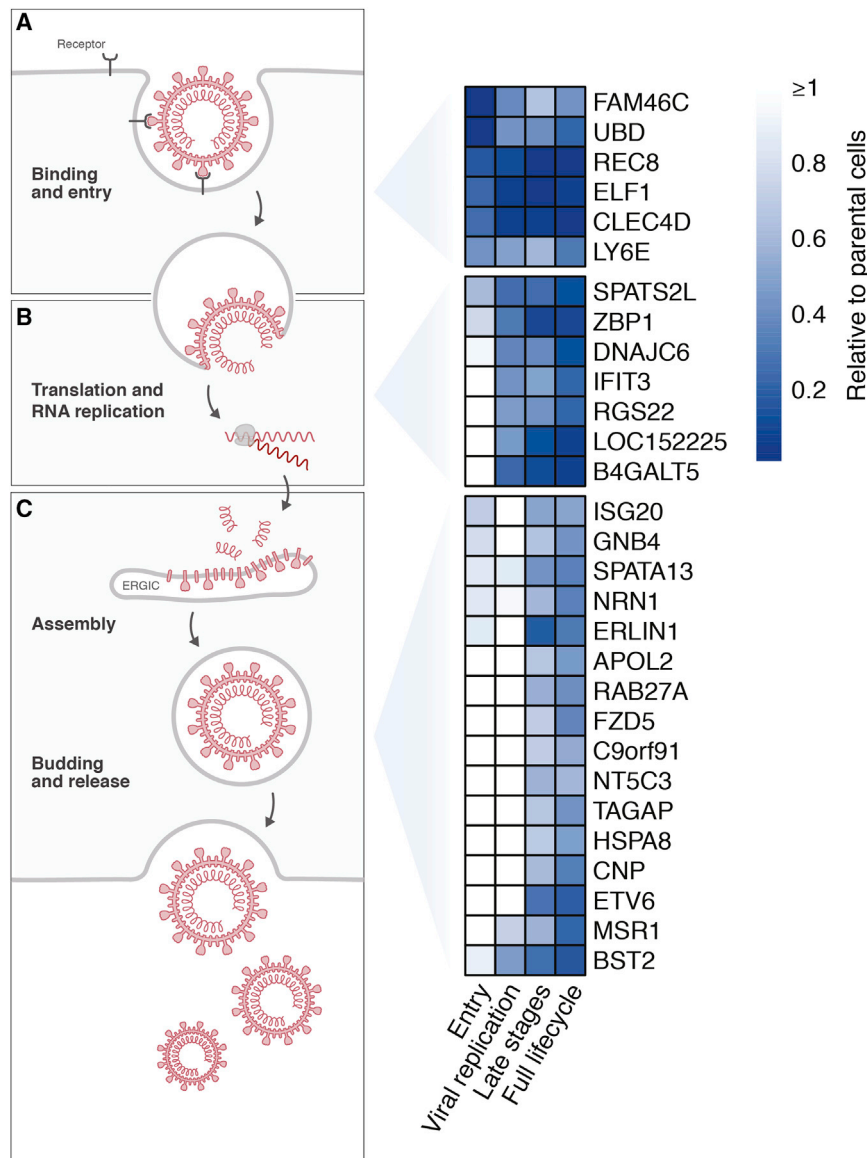 A
Receptor
Binding
and entry
B
Translation and
RNA replication
C
ERGIC
Assembly
Budding
and release
FAM46C
UBD
REC8
ELF1
CLEC4D
LY6E
SPATS2L
ZBP1
DNAJC6
IFIT3
RGS22
LOC152225
B4GALT5
ISG20
GNB4
SPATA13
NRN1
ERLIN1
APOL2
RAB27A
FZD5
C9orf91
NT5C3
TAGAP
HSPA8
CNP
ETV6
MSR1
BST2
Entry
Viral replication
Late stages
Full lifecycle
≥1
0.8
0.6
0.4
0.2
Relative to parental cells